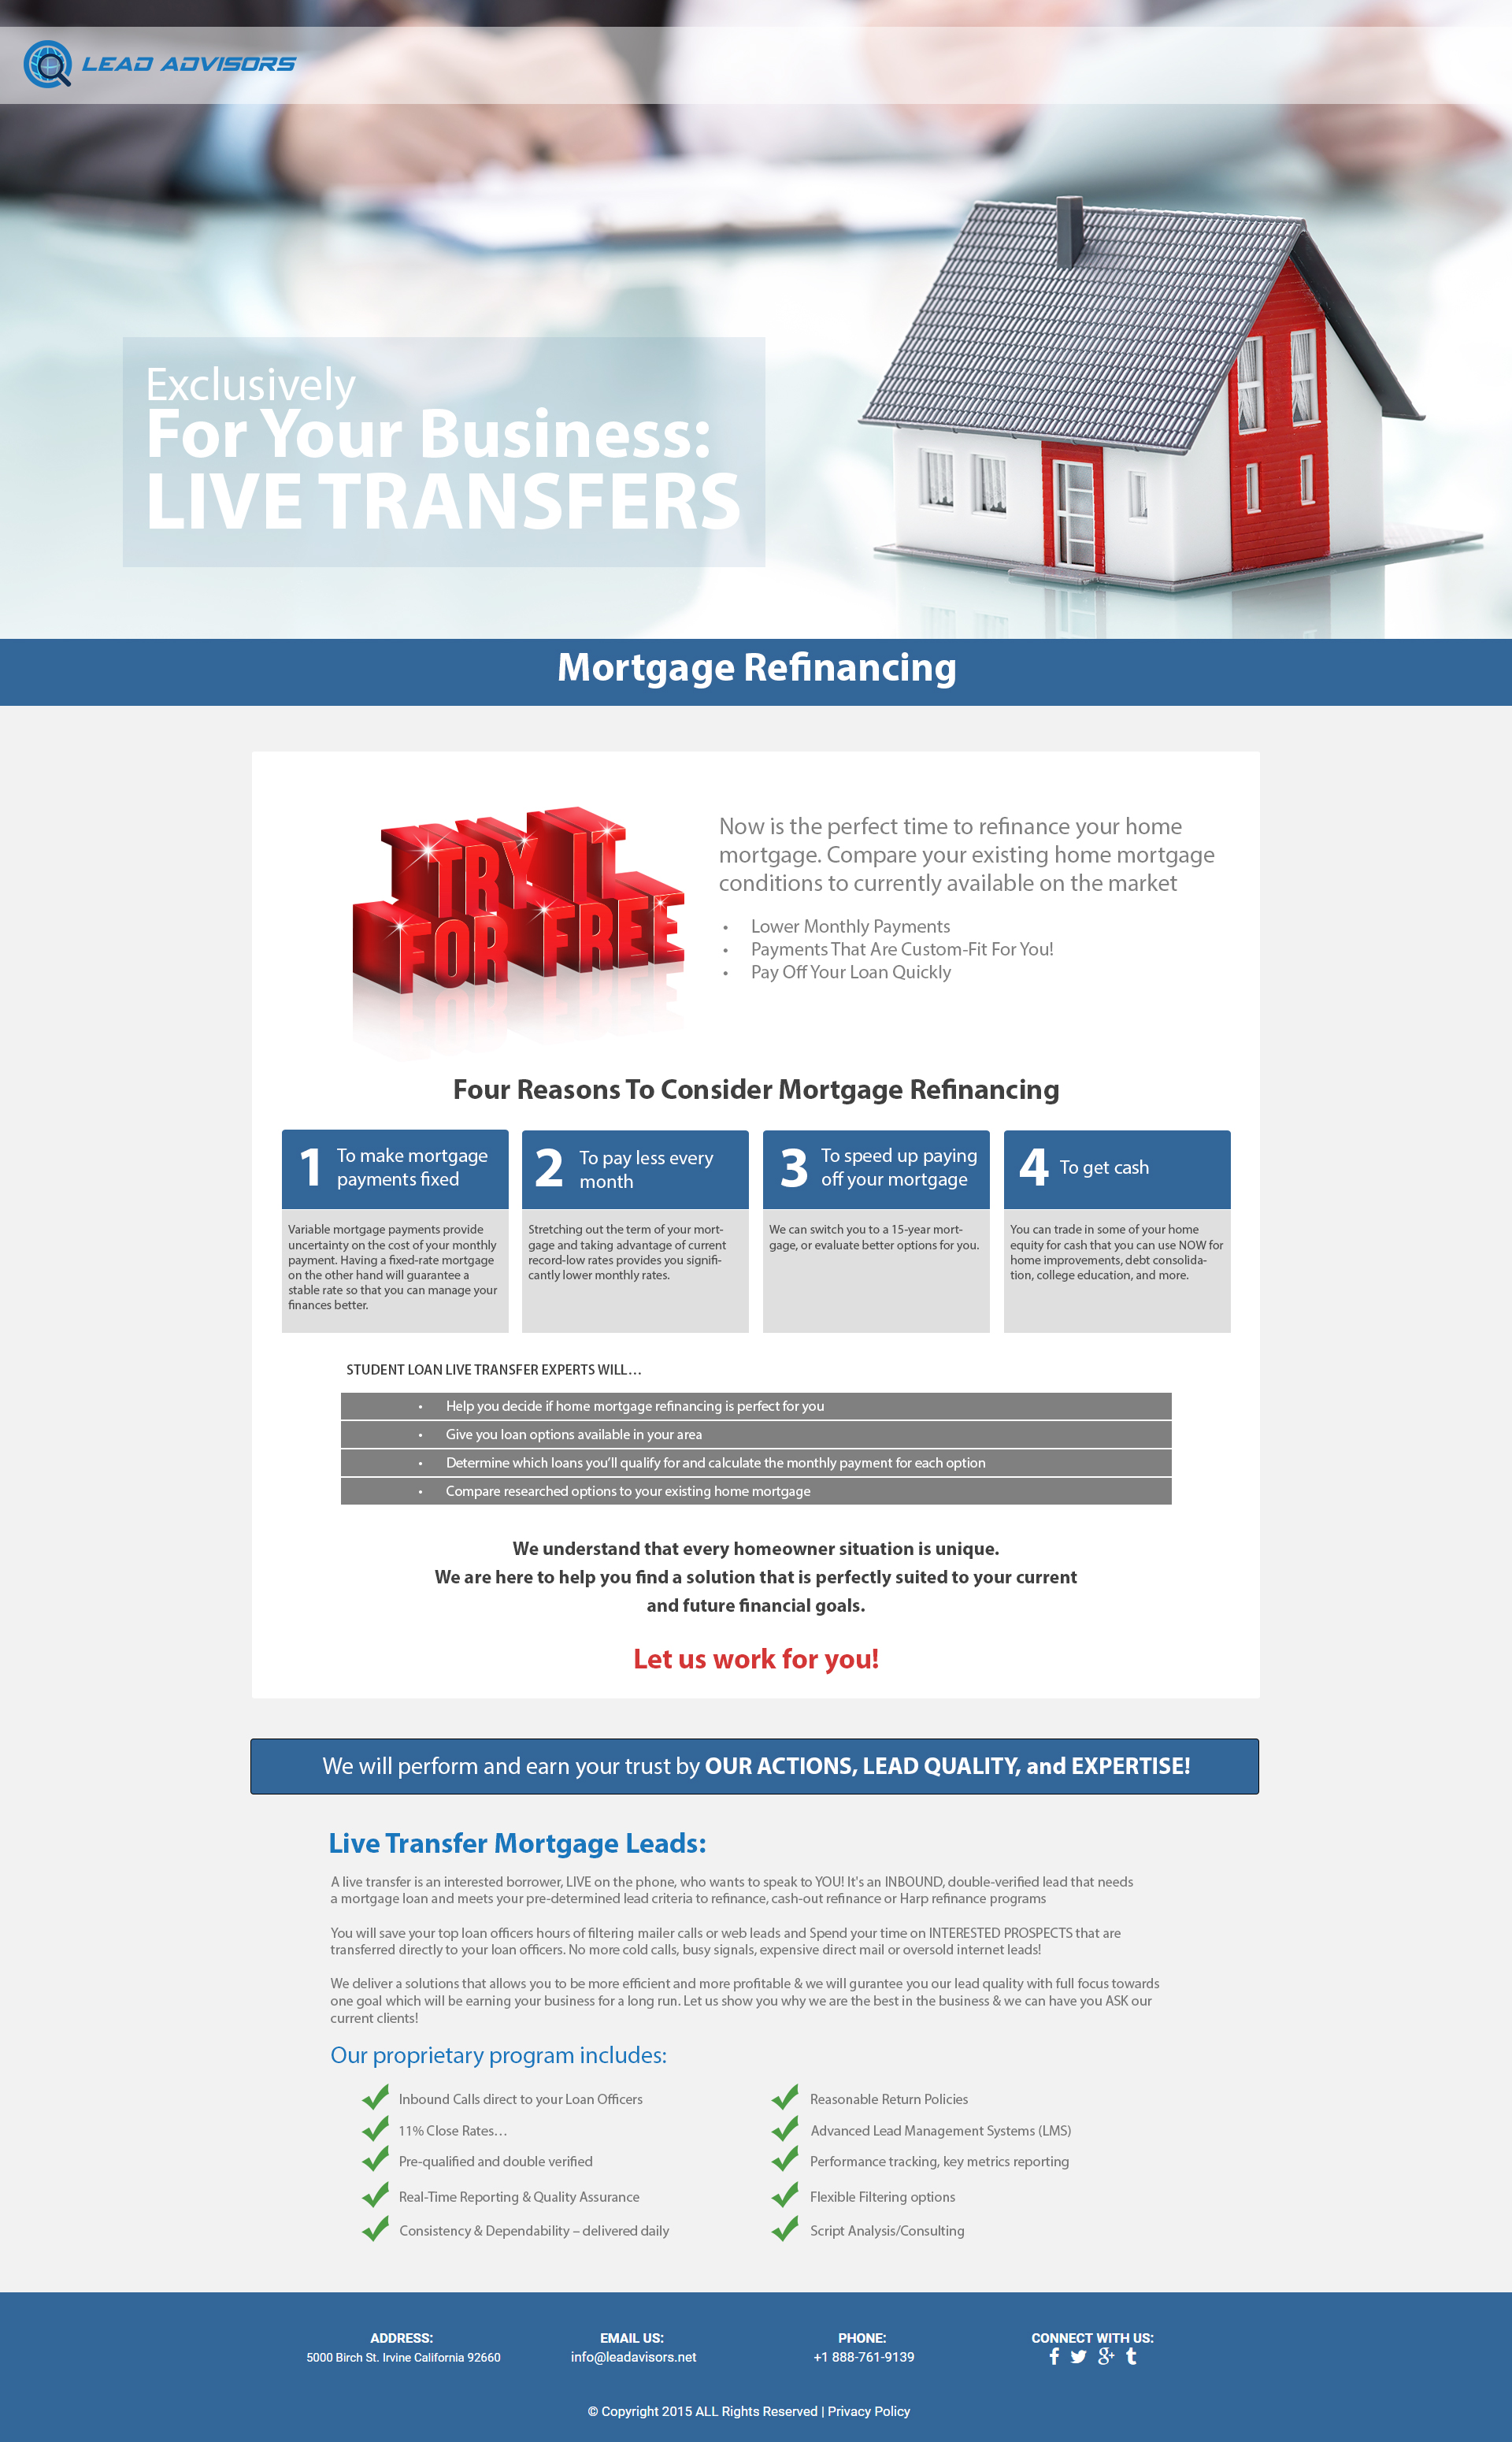 LEAD ADVISORS
Exclusively
For Your Business:
LIVE TRANSFERS
Mortgage Refinancing
TRY IT
FOR FREE
Now is the perfect time to refinance your home
mortgage. Compare your existing home mortgage
conditions to currently available on the market
• Lower Monthly Payments
• Payments That Are Custom-Fit For You!
• Pay Off Your Loan Quickly
Four Reasons To Consider Mortgage Refinancing
1 To make mortgage
payments fixed
Variable mortgage payments provide
uncertainty on the cost of your monthly
payment. Having a fixed-rate mortgage
on the other hand will guarantee a
stable rate so that you can manage your
finances better.
2 To pay less every
month
Stretching out the term of your mort-
gage and taking advantage of current
record-low rates provides you signifi-
cantly lower monthly rates.
3 To speed up paying
off your mortgage
We can switch you to a 15-year mort-
gage, or evaluate better options for you.
4 To get cash
You can trade in some of your home
equity for cash that you can use NOW for
home improvements, debt consolida-
tion, college education, and more.
STUDENT LOAN LIVE TRANSFER EXPERTS WILL…
• Help you decide if home mortgage refinancing is perfect for you
• Give you loan options available in your area
• Determine which loans you’ll qualify for and calculate the monthly payment for each option
• Compare researched options to your existing home mortgage
We understand that every homeowner situation is unique.
We are here to help you find a solution that is perfectly suited to your current
and future financial goals.
Let us work for you!
We will perform and earn your trust by OUR ACTIONS, LEAD QUALITY, and EXPERTISE!
Live Transfer Mortgage Leads:
A live transfer is an interested borrower, LIVE on the phone, who wants to speak to YOU! It's an INBOUND, double-verified lead that needs
a mortgage loan and meets your pre-determined lead criteria to refinance, cash-out refinance or Harp refinance programs
You will save your top loan officers hours of filtering mailer calls or web leads and Spend your time on INTERESTED PROSPECTS that are
transferred directly to your loan officers. No more cold calls, busy signals, expensive direct mail or oversold internet leads!
We deliver a solutions that allows you to be more efficient and more profitable & we will gurantee you our lead quality with full focus towards
one goal which will be earning your business for a long run. Let us show you why we are the best in the business & we can have you ASK our
current clients!
Our proprietary program includes:
Inbound Calls direct to your Loan Officers
11% Close Rates…
Pre-qualified and double verified
Real-Time Reporting & Quality Assurance
Consistency & Dependability – delivered daily
Reasonable Return Policies
Advanced Lead Management Systems (LMS)
Performance tracking, key metrics reporting
Flexible Filtering options
Script Analysis/Consulting
ADDRESS:
5000 Birch St. Irvine California 92660
EMAIL US:
info@leadavisors.net
PHONE:
+1 888-761-9139
CONNECT WITH US:
© Copyright 2015 ALL Rights Reserved | Privacy Policy